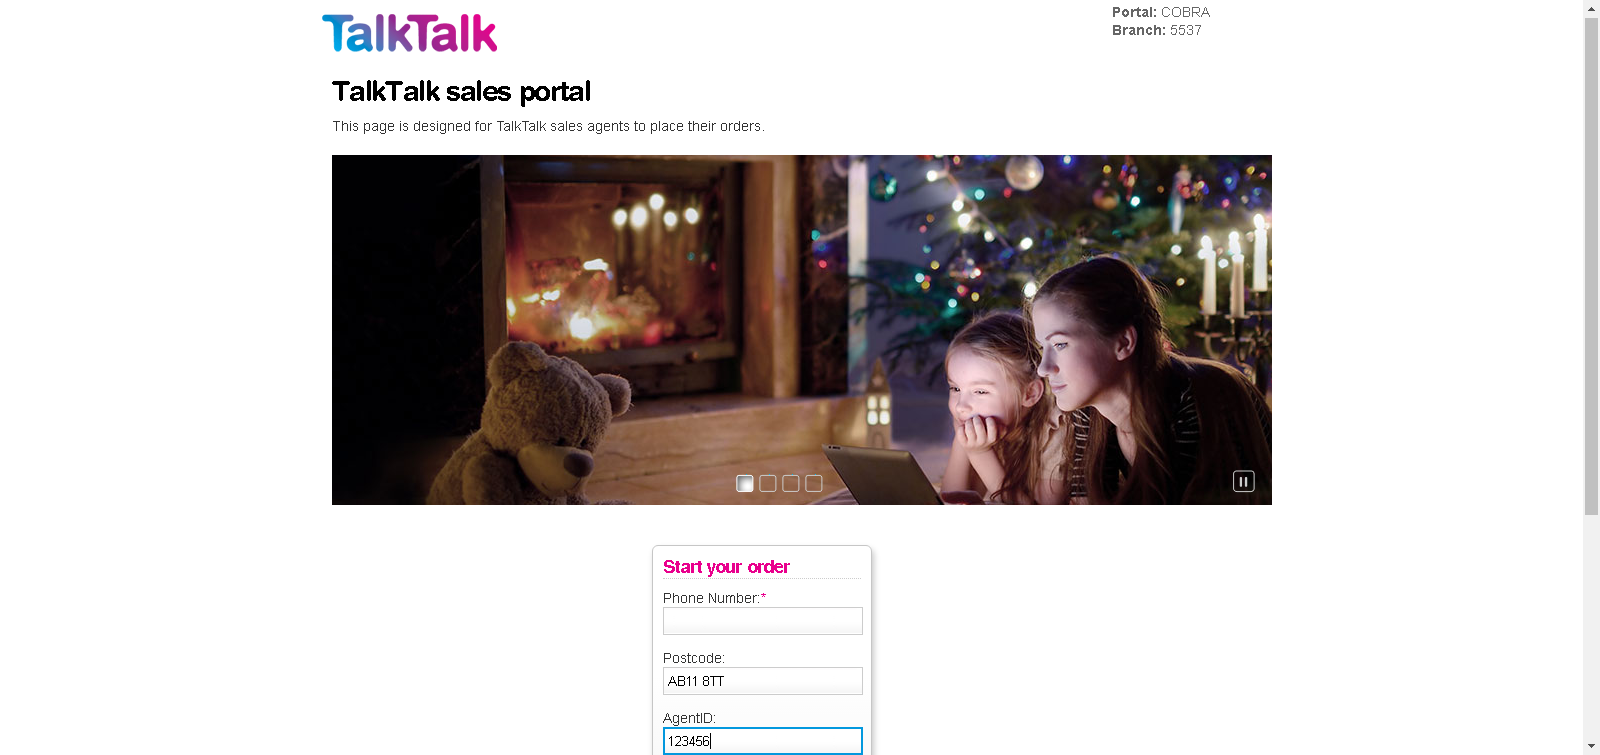 TalkTalk
Portal: COBRA
Branch: 5537
TalkTalk sales portal
This page is designed for TalkTalk sales agents to place their orders.
Start your order
Phone Number:*
Postcode:
AB11 8TT
AgentID:
123456